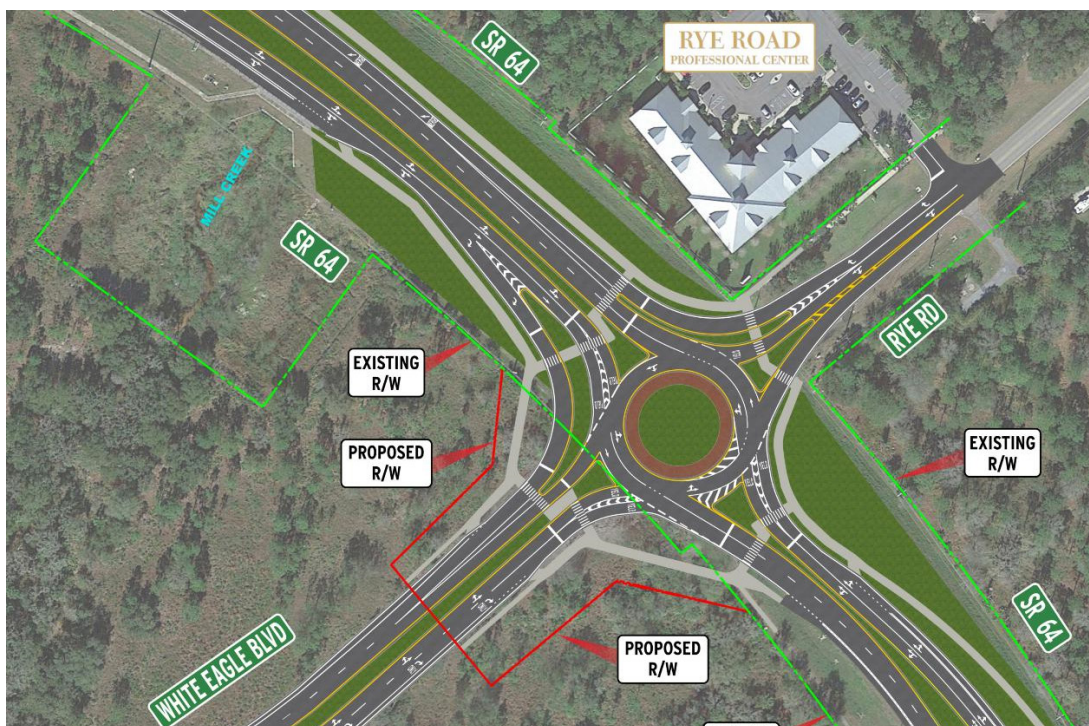 SR 64
RYE ROAD
PROFESSIONAL CENTER
MILL CREEK
SR 64
RYE RD
EXISTING
R/W
PROPOSED
R/W
EXISTING
R/W
SR 64
PROPOSED
R/W
WHITE EAGLE BLVD